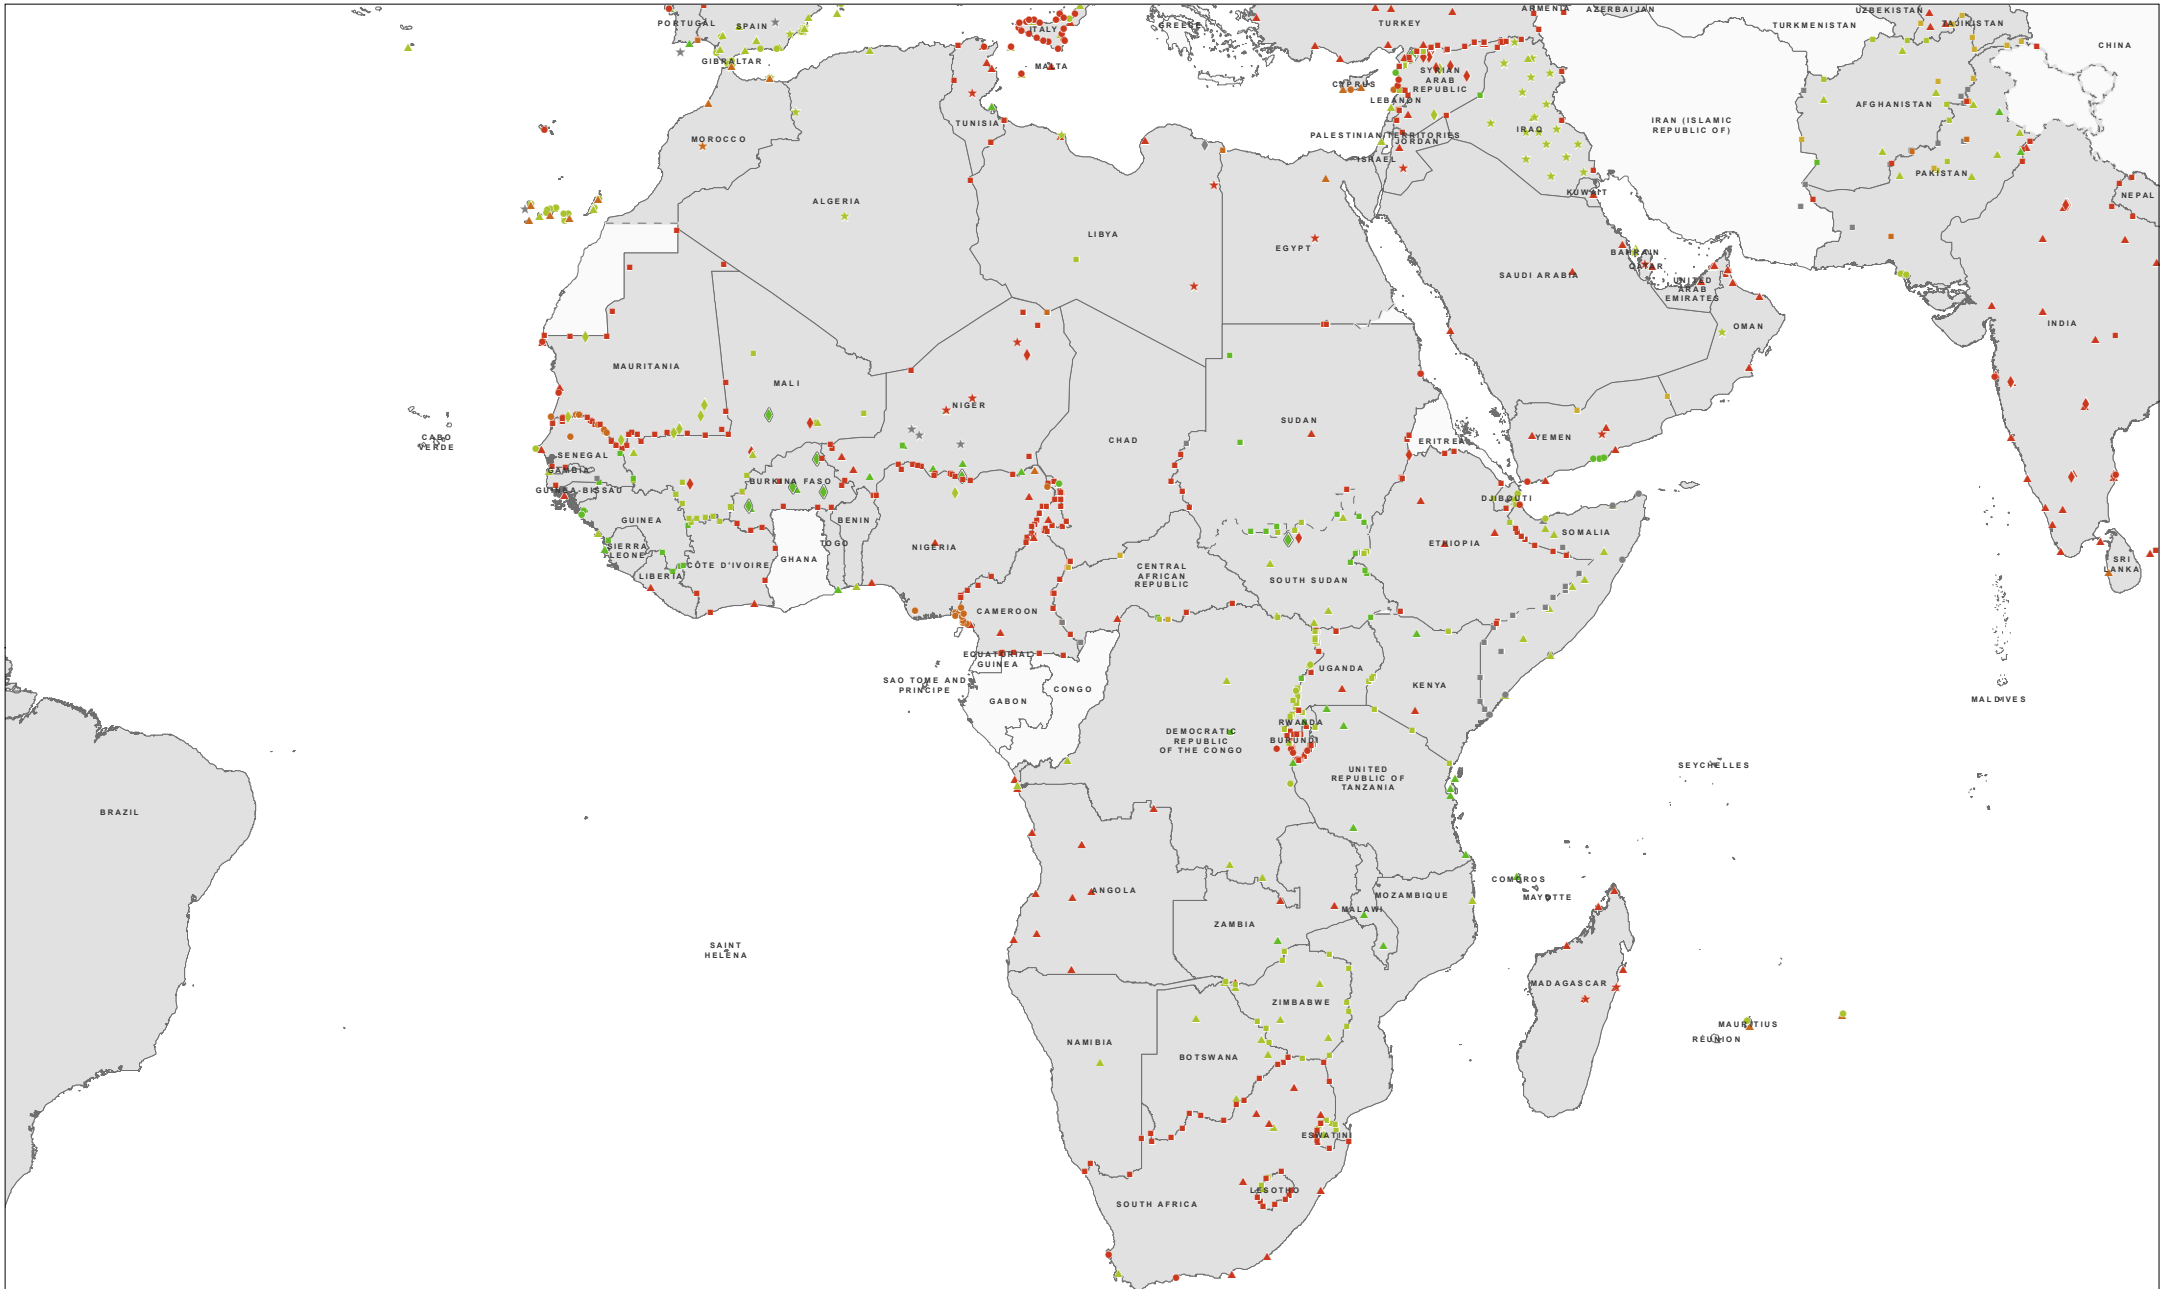 PORTUGAL
SPAIN
GIBRALTAR
ITALY
MALTA
GREECE
TURKEY
ARMENIA
AZERBAIJAN
TURKMENISTAN
UZBEKISTAN
TAJIKISTAN
CHINA
CYPRUS
SYRIAN
ARAB
REPUBLIC
LEBANON
AFGHANISTAN
IRAN (ISLAMIC
REPUBLIC OF)
MOROCCO
TUNISIA
PALESTINIAN TERRITORIES
JORDAN
ISRAEL
IRAQ
KUWAIT
PAKISTAN
NEPAL
ALGERIA
LIBYA
EGYPT
SAUDI ARABIA
BAHRAIN
QATAR
UNITED
ARAB
EMIRATES
OMAN
INDIA
MAURITANIA
MALI
NIGER
CHAD
SUDAN
ERITREA
YEMEN
CABO
VERDE
SENEGAL
GAMBIA
GUINEA-BISSAU
BURKINA FASO
DJIBOUTI
GUINEA
BENIN
TOGO
GHANA
NIGERIA
SIERRA
LEONE
LIBERIA
CÔTE D'IVOIRE
CENTRAL
AFRICAN
REPUBLIC
SOUTH SUDAN
ETHIOPIA
SOMALIA
SRI
LANKA
CAMEROON
EQUATORIAL
GUINEA
SAO TOME AND
PRINCIPE
GABON
CONGO
UGANDA
KENYA
MALDIVES
DEMOCRATIC
REPUBLIC
OF THE CONGO
RWANDA
BURUNDI
UNITED
REPUBLIC OF
TANZANIA
SEYCHELLES
BRAZIL
ANGOLA
COMOROS
MAYOTTE
MOZAMBIQUE
MALAWI
ZAMBIA
SAINT
HELENA
MADAGASCAR
ZIMBABWE
MAURITIUS
RÉUNION
NAMIBIA
BOTSWANA
ESWATINI
LESOTHO
SOUTH AFRICA